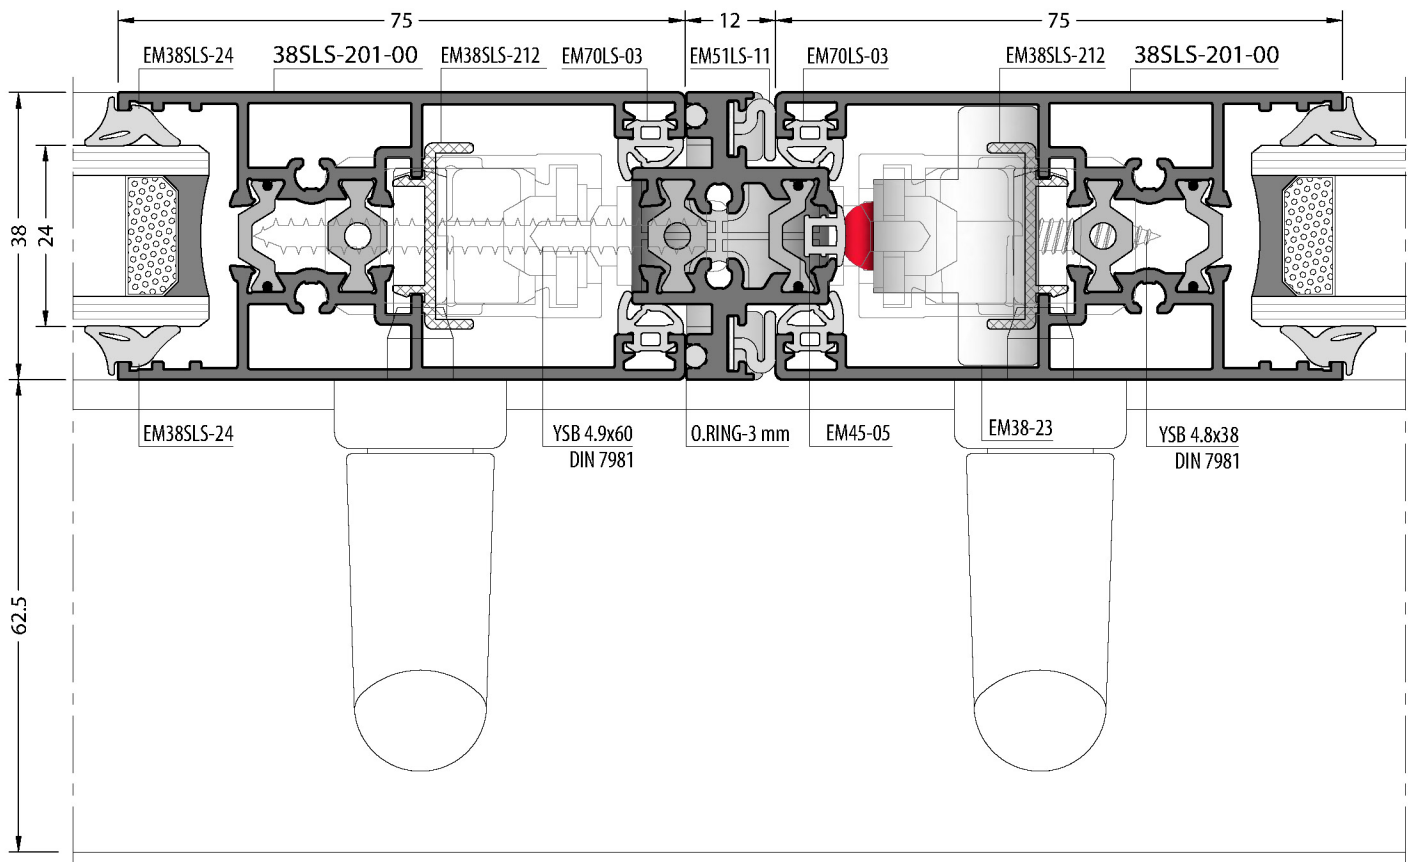 75
12
75
EM38SLS-24
38SLS-201-00
EM38SLS-212
EM70LS-03
EM51LS-11
EM70LS-03
EM38SLS-212
38SLS-201-00
38
24
EM38SLS-24
YSB 4.9x60
DIN 7981
O.RING-3 mm
EM45-05
EM38-23
YSB 4.8x38
DIN 7981
62.5